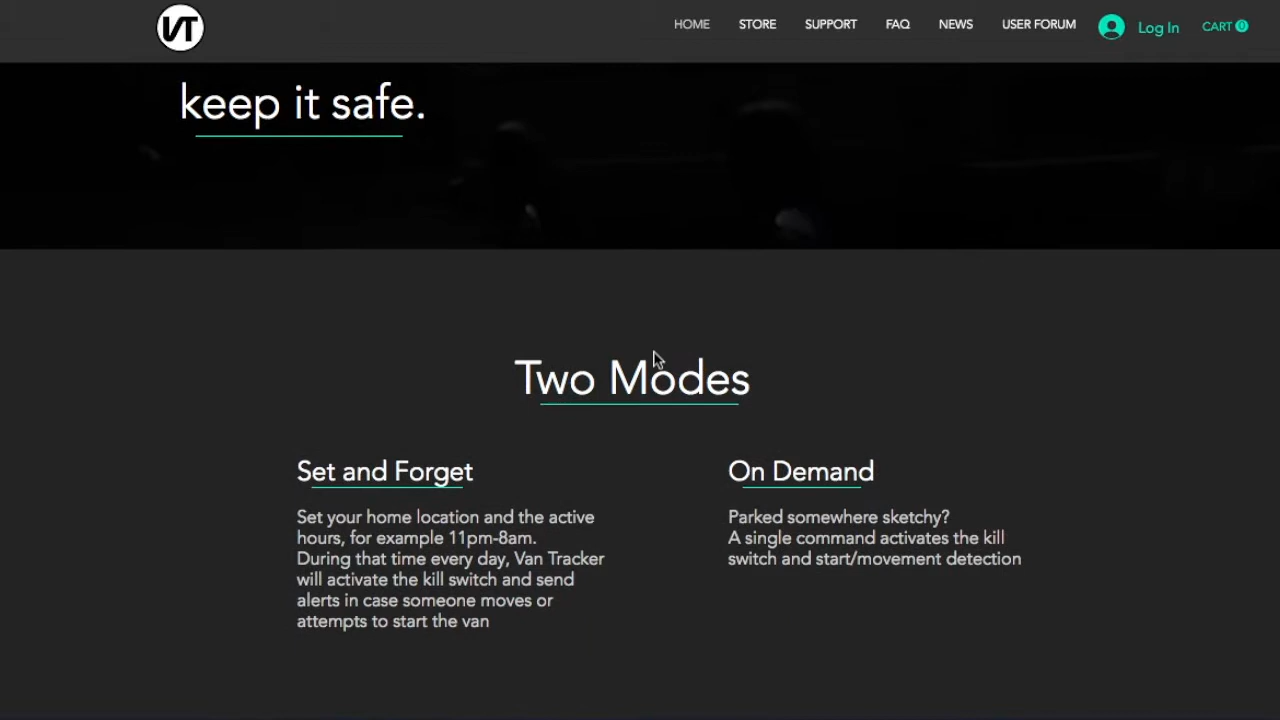 VT
HOME STORE SUPPORT FAQ NEWS USER FORUM Log In CART 0
keep it safe.
Two Modes
Set and Forget
Set your home location and the active
hours, for example 11pm-8am.
During that time every day, Van Tracker
will activate the kill switch and send
alerts in case someone moves or
attempts to start the van
On Demand
Parked somewhere sketchy?
A single command activates the kill
switch and start/movement detection